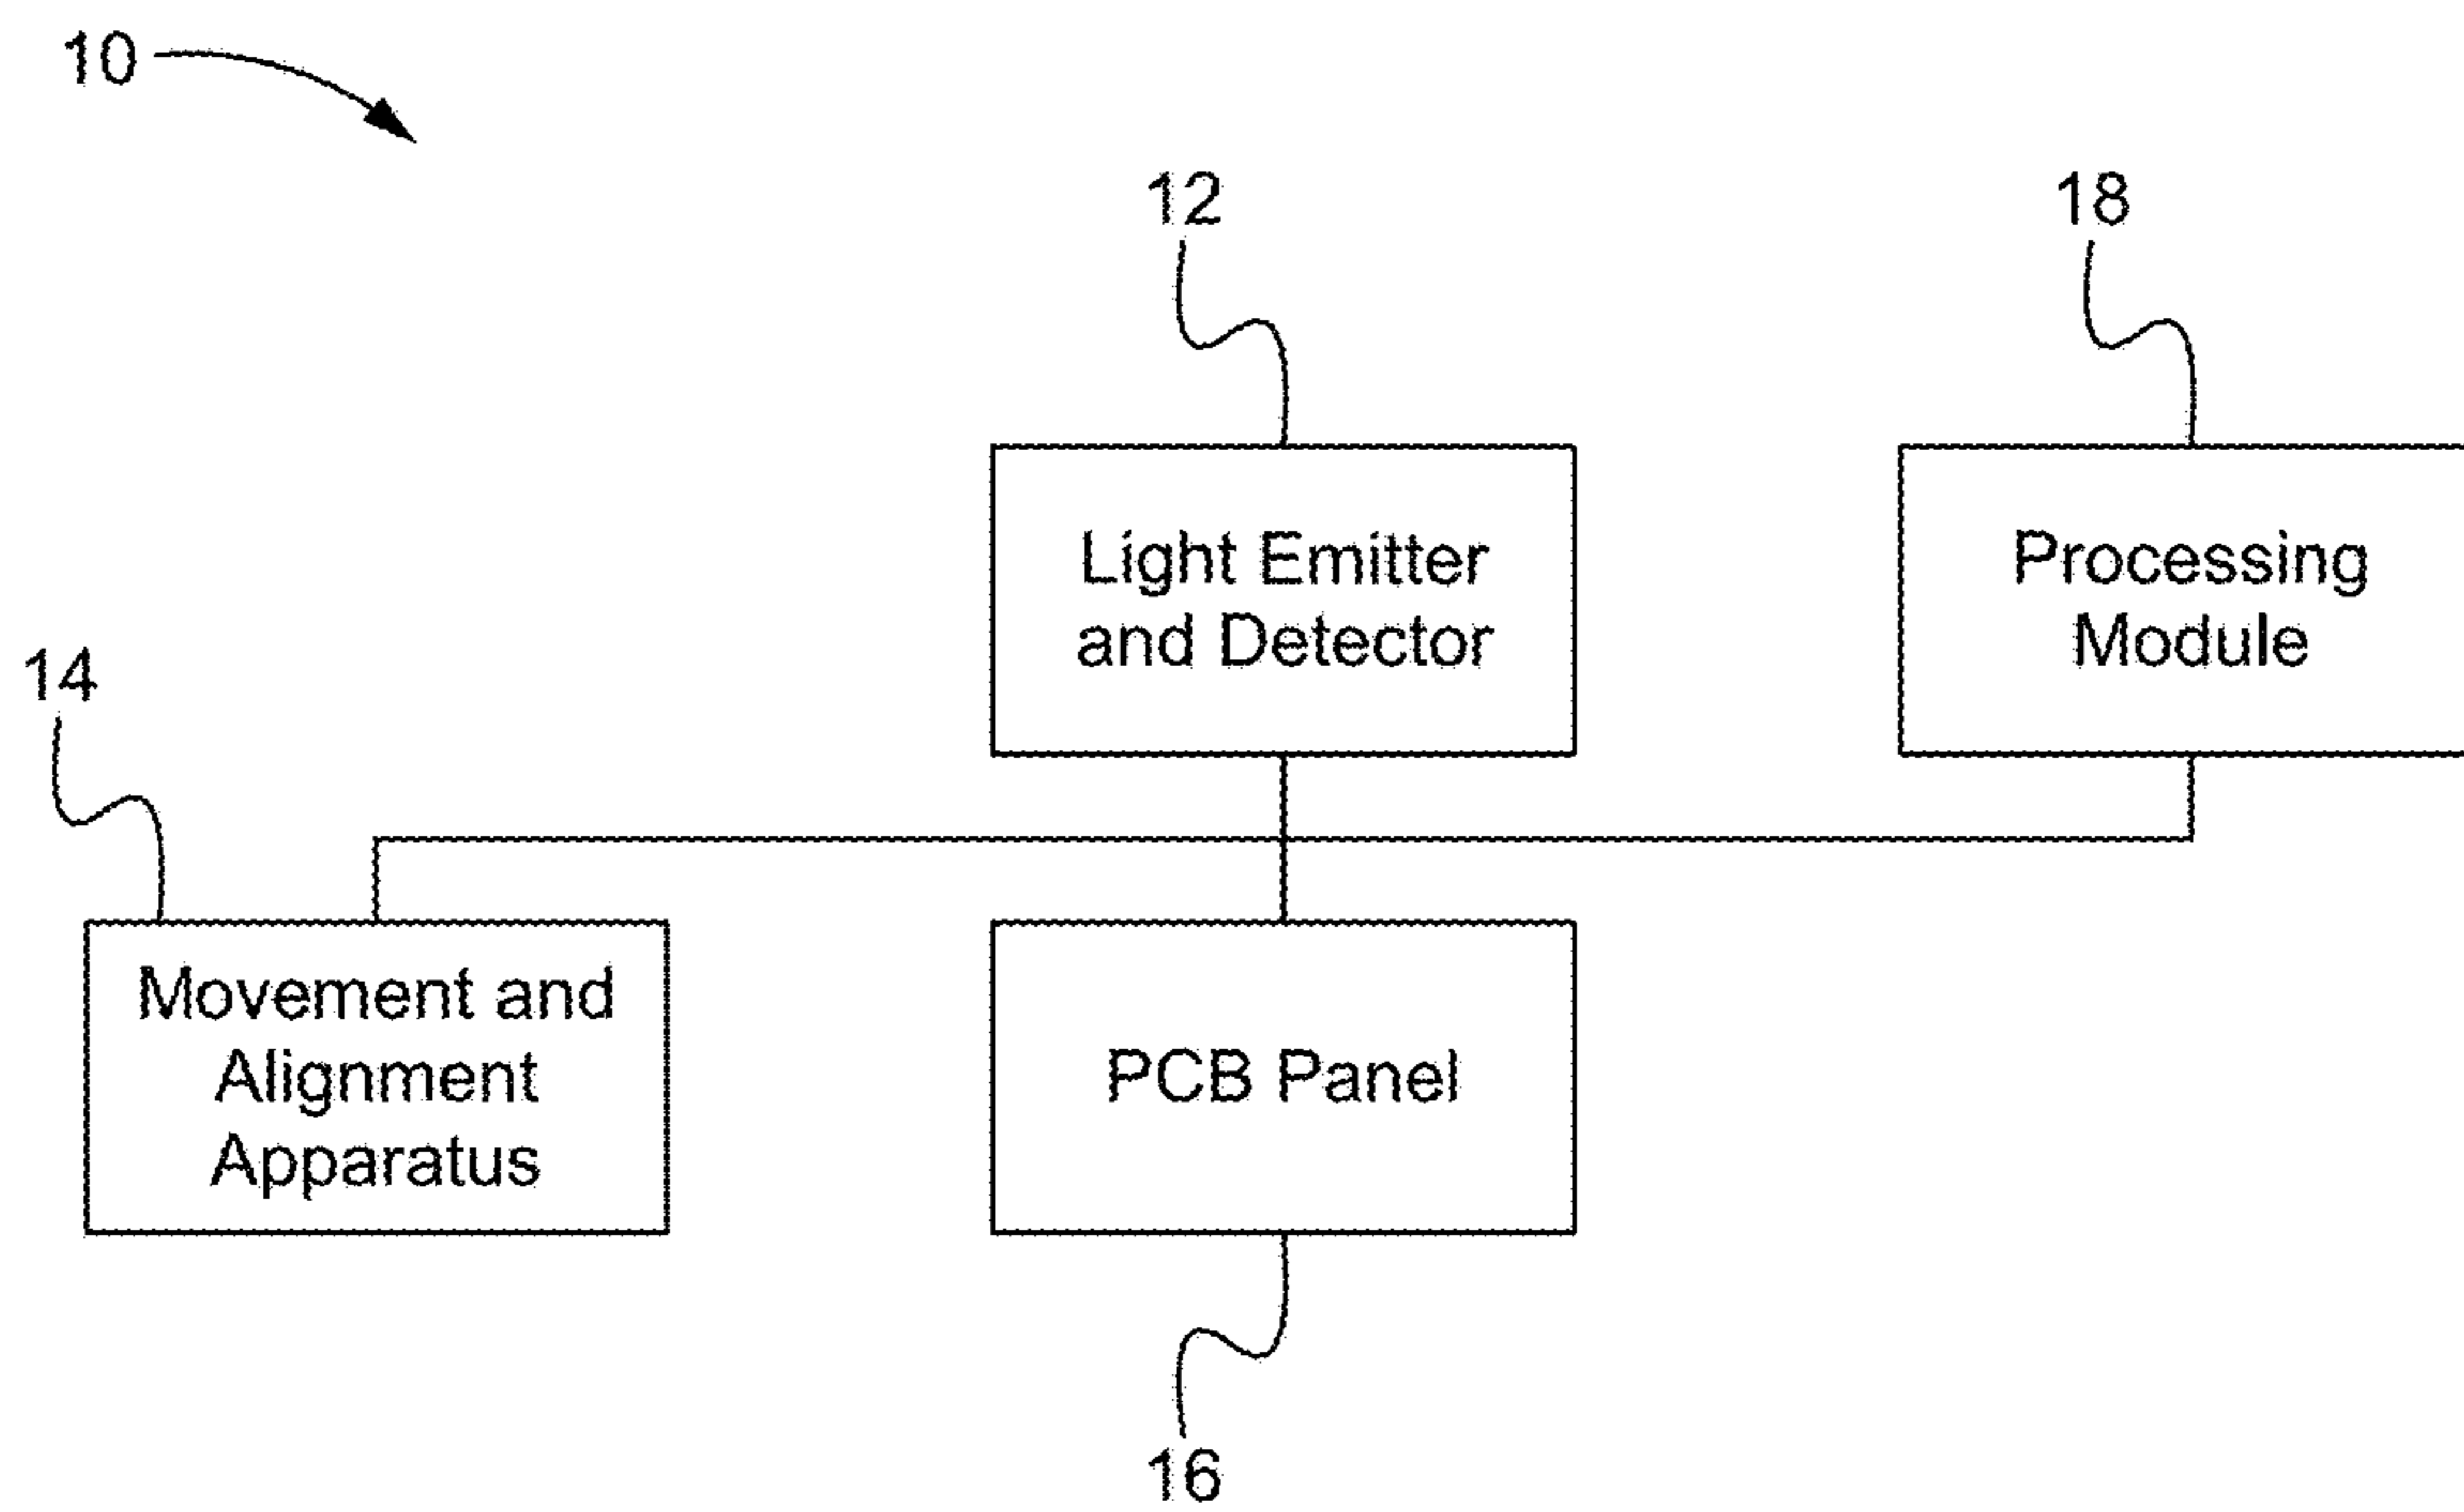 10
12
18
Light Emitter
and Detector
Processing
Module
14
Movement and
Alignment
Apparatus
PCB Panel
16